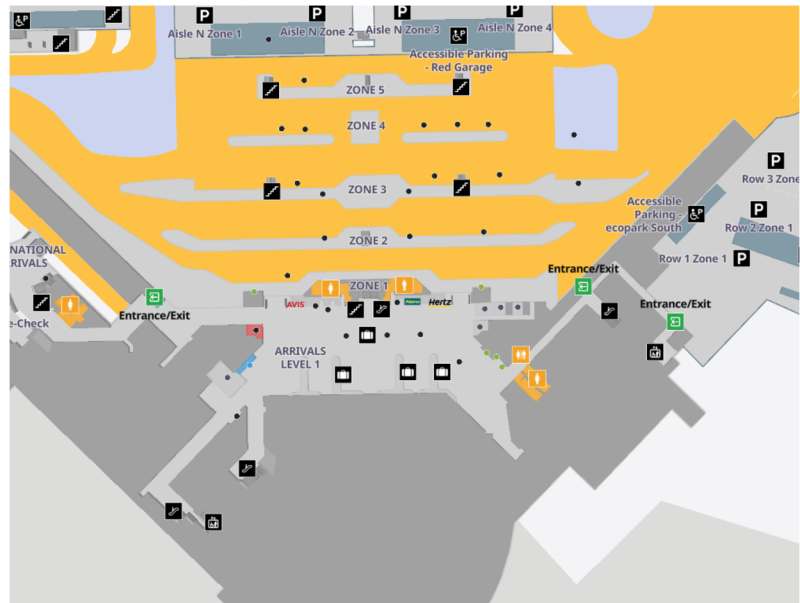 P P P P
Aisle N Zone 1
Aisle N Zone 2
Aisle N Zone 3
Aisle N Zone 4
Accessible Parking
- Red Garage
ZONE 5
ZONE 4
P
Row 3 Zone
ZONE 3
Accessible
Parking -
ecopark South
P
Row 2 Zone 1
ZONE 2
NATIONAL
RIVALS
P
Row 1 Zone 1
Entrance/Exit
ZONE 1
AVIS
Alamo
Hertz
Entrance/Exit
Entrance/Exit
e-Check
ARRIVALS
LEVEL 1